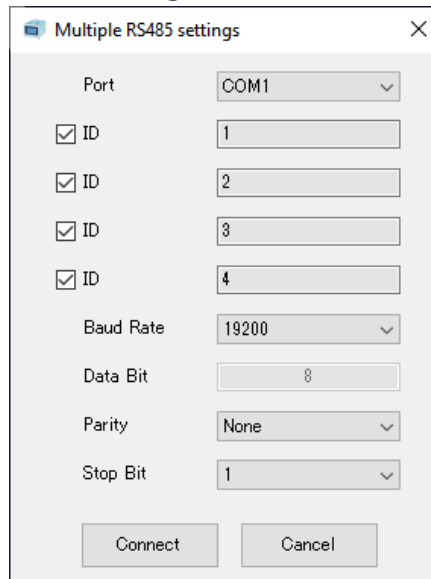 Multiple RS485 settings
Port COM1
ID 1
ID 2
ID 3
ID 4
Baud Rate 19200
Data Bit 8
Parity None
Stop Bit 1
Connect Cancel